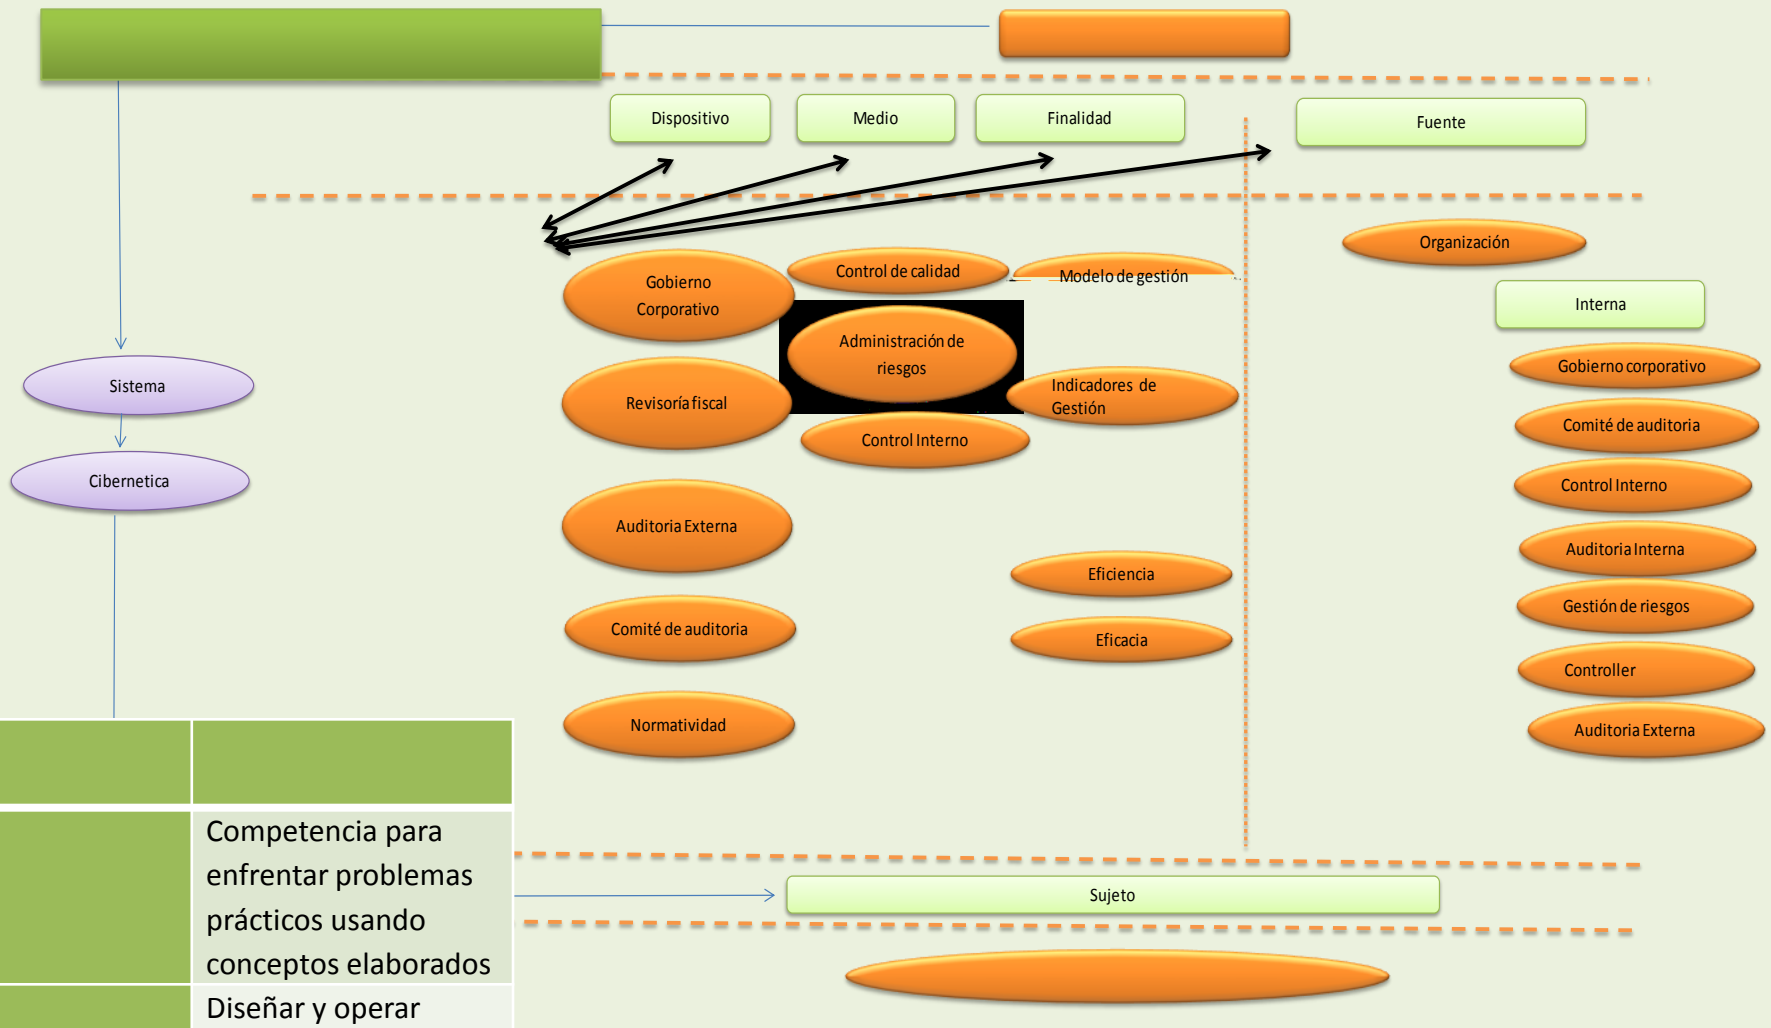 Dispositivo
Medio
Finalidad
Fuente
Organización
Control de calidad
Modelo de gestión
Gobierno
Corporativo
Interna
Administración de
riesgos
Gobierno corporativo
Sistema
Revisoría fiscal
Indicadores de
Gestión
Comité de auditoria
Control Interno
Cibernetica
Control Interno
Auditoria Externa
Auditoria Interna
Eficiencia
Gestión de riesgos
Comité de auditoria
Eficacia
Controller
Normatividad
Auditoria Externa
Competencia para
enfrentar problemas
prácticos usando
conceptos elaborados
Sujeto
Diseñar y operar